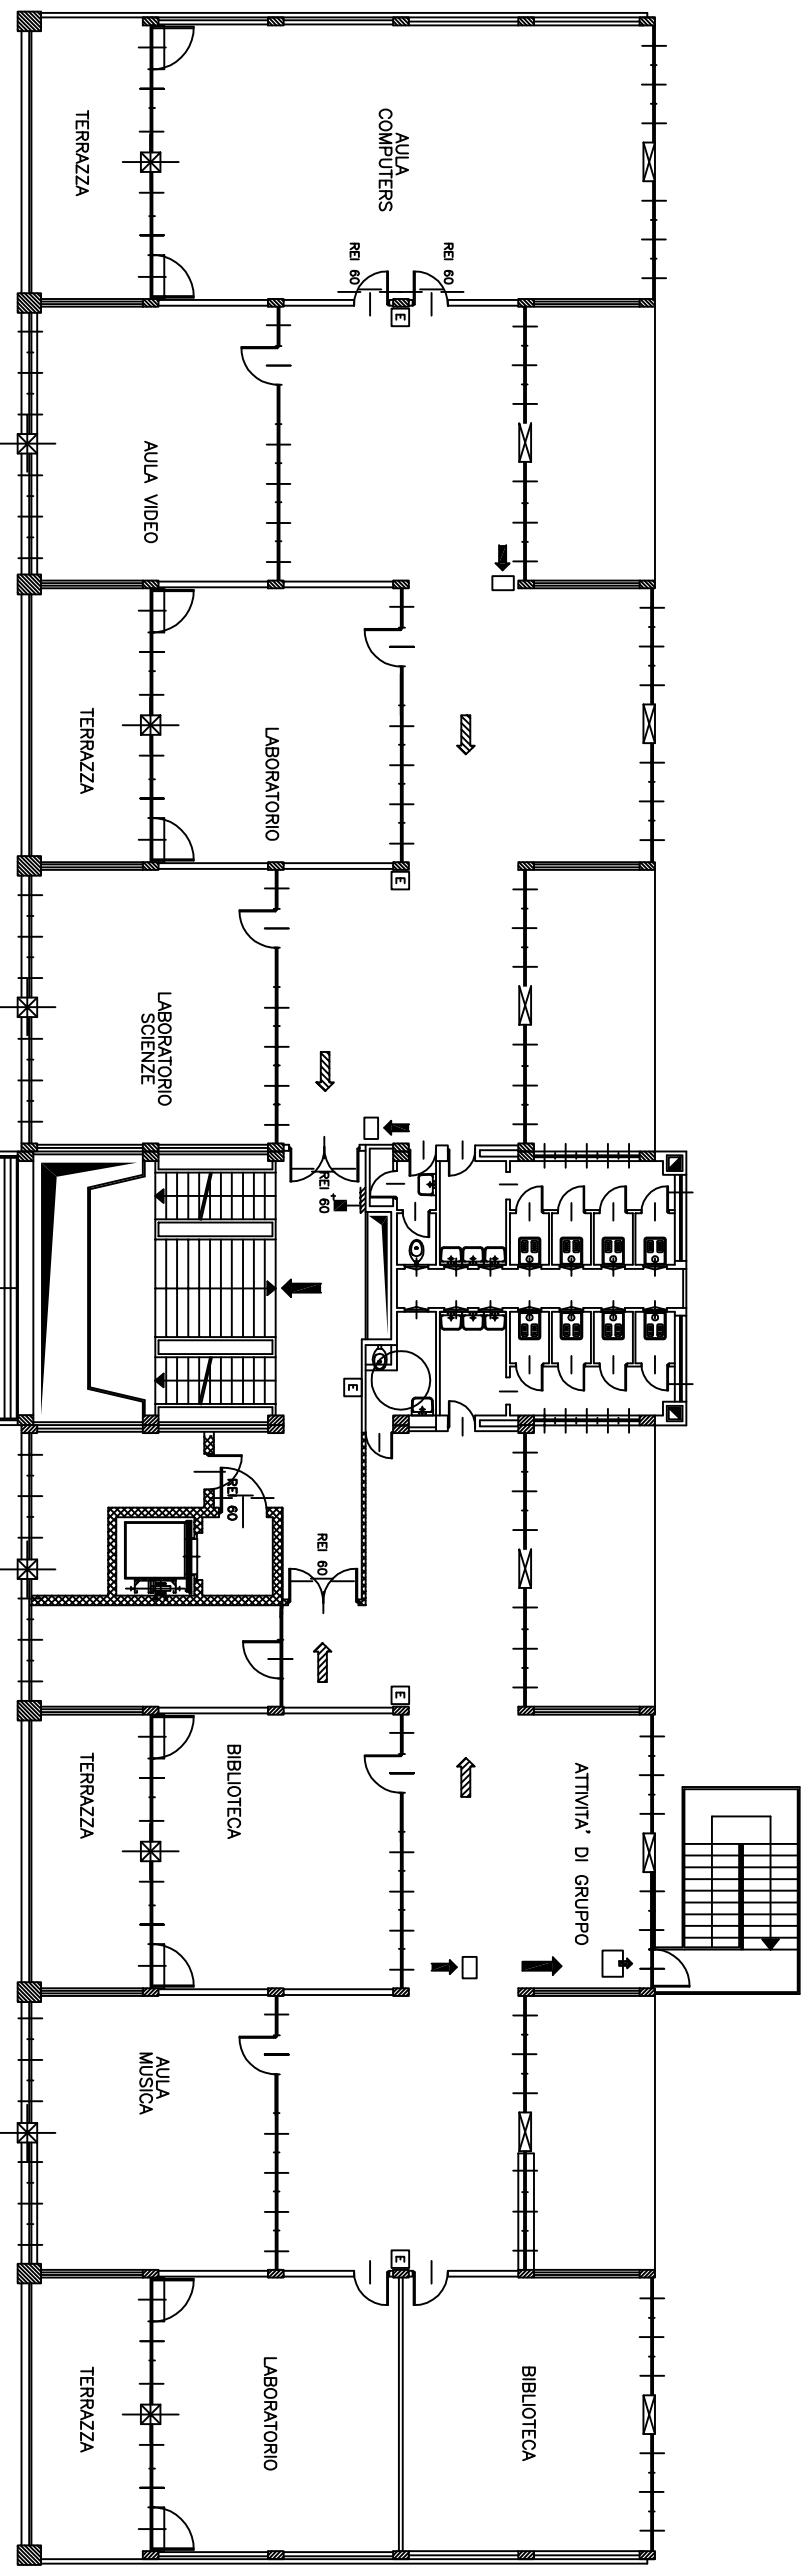 TERRAZZA
AULA
COMPUTERS
REI 60
REI 60
E
AULA VIDEO
TERRAZZA
LABORATORIO
E
LABORATORIO
SCIENZE
REI 60
E
REI 60
REI 60
E
TERRAZZA
BIBLIOTECA
ATTIVITA' DI GRUPPO
AULA
MUSICA
E
TERRAZZA
LABORATORIO
BIBLIOTECA